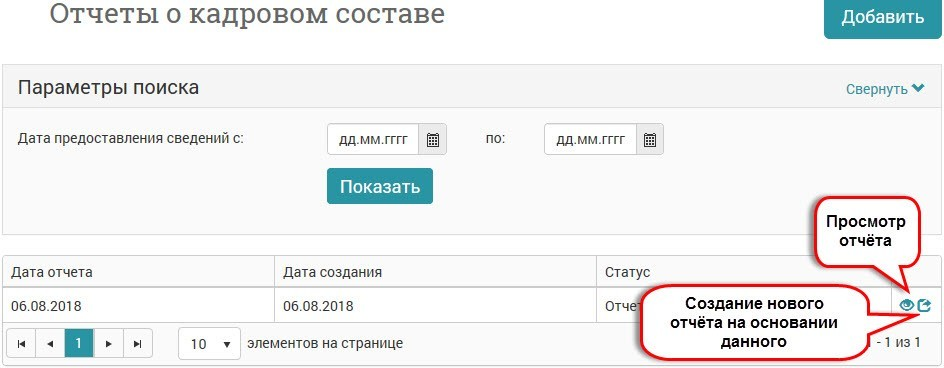 Отчеты о кадровом составе
Добавить
Параметры поиска
Свернуть
Дата предоставления сведений с:
дд.мм.гггг
по:
дд.мм.гггг
Показать
Просмотр
отчёта
Дата отчета
Дата создания
Статус
06.08.2018
06.08.2018
Отчет
Создание нового
отчёта на основании
данного
1
10
элементов на странице
- 1 из 1